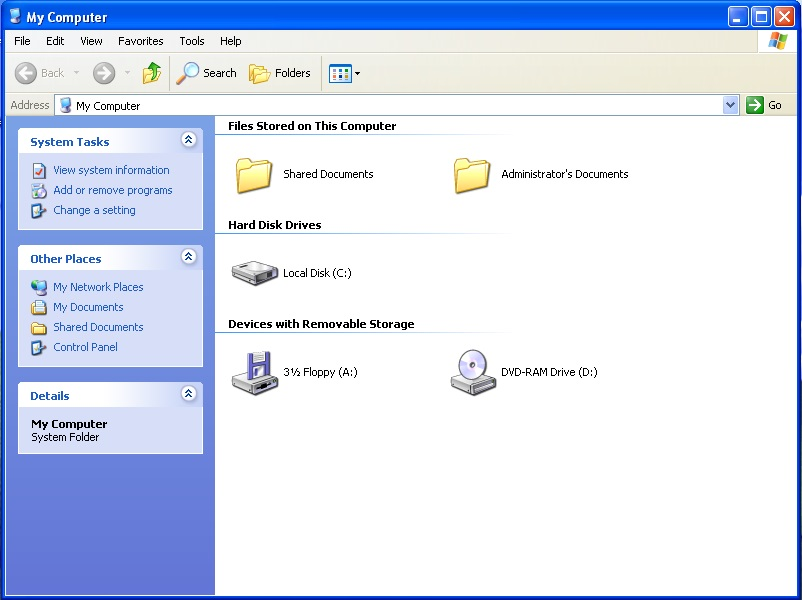 My Computer
File Edit View Favorites Tools Help
Back Search Folders
Address My Computer Go
System Tasks
View system information
Add or remove programs
Change a setting
Other Places
My Network Places
My Documents
Shared Documents
Control Panel
Details
My Computer
System Folder
Files Stored on This Computer
Shared Documents Administrator's Documents
Hard Disk Drives
Local Disk (C:)
Devices with Removable Storage
3½ Floppy (A:) DVD-RAM Drive (D:)